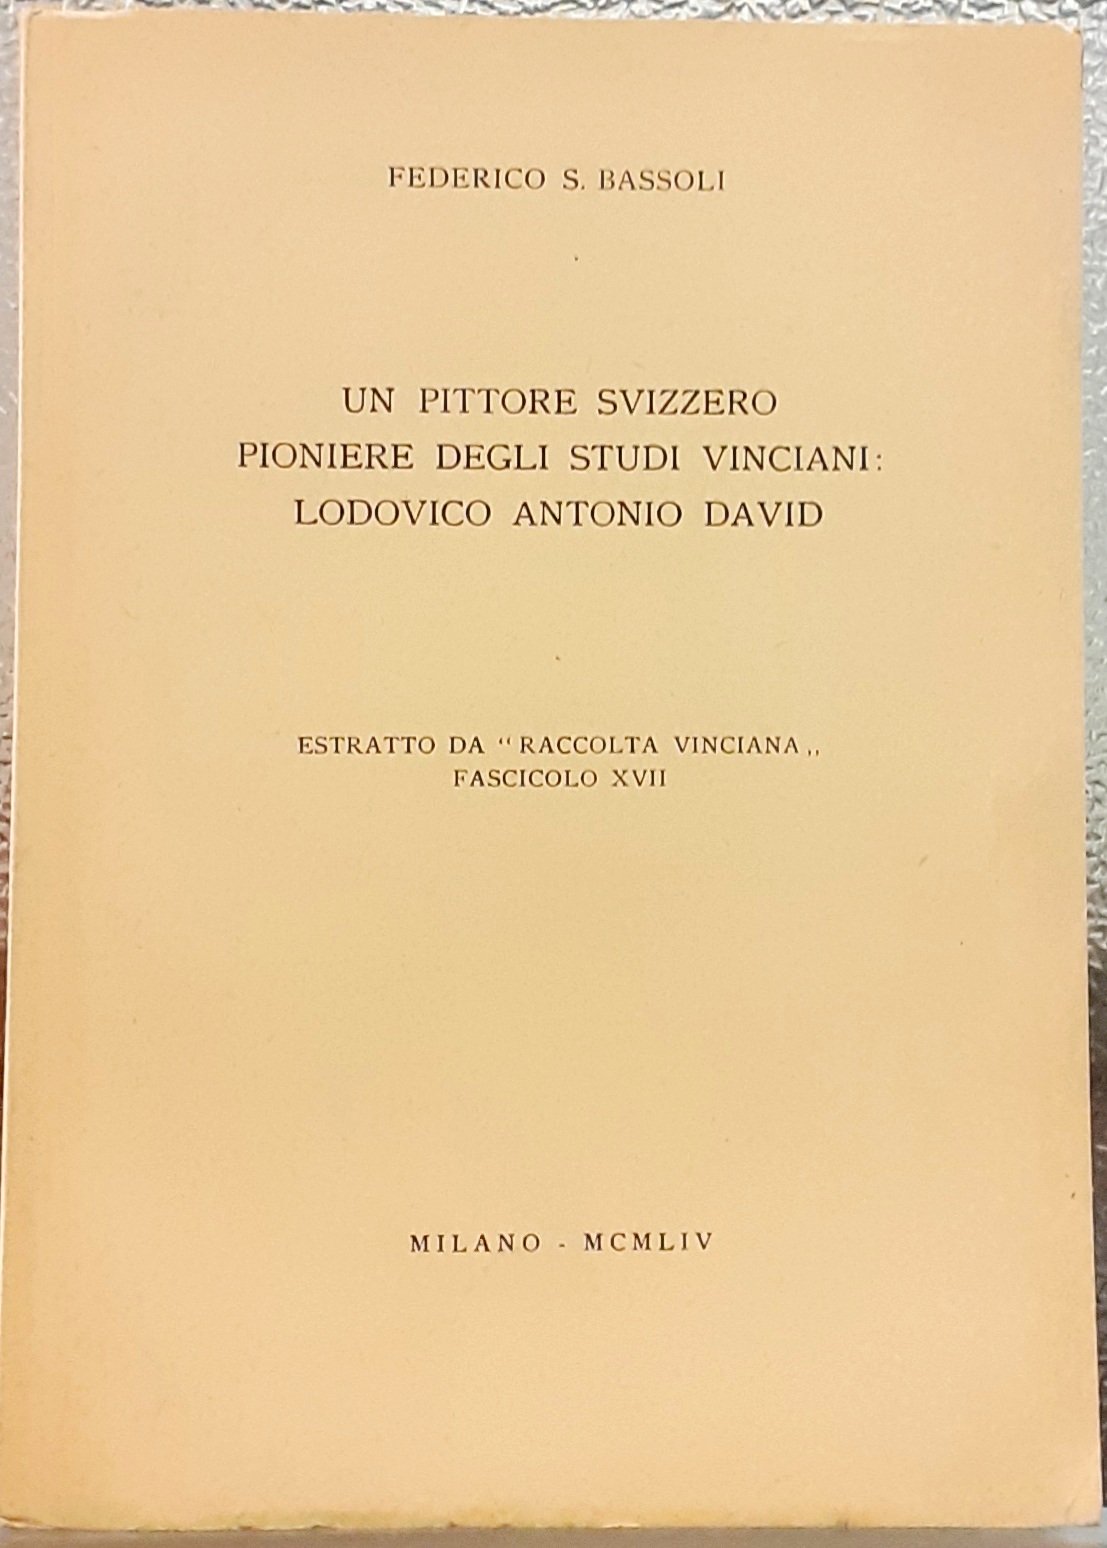 FEDERICO S. BASSOLI
UN PITTORE SVIZZERO
PIONIERE DEGLI STUDI VINCIANI:
LODOVICO ANTONIO DAVID
ESTRATTO DA “ RACCOLTA VINCIANA „
FASCICOLO XVII
MILANO - MCMLIV